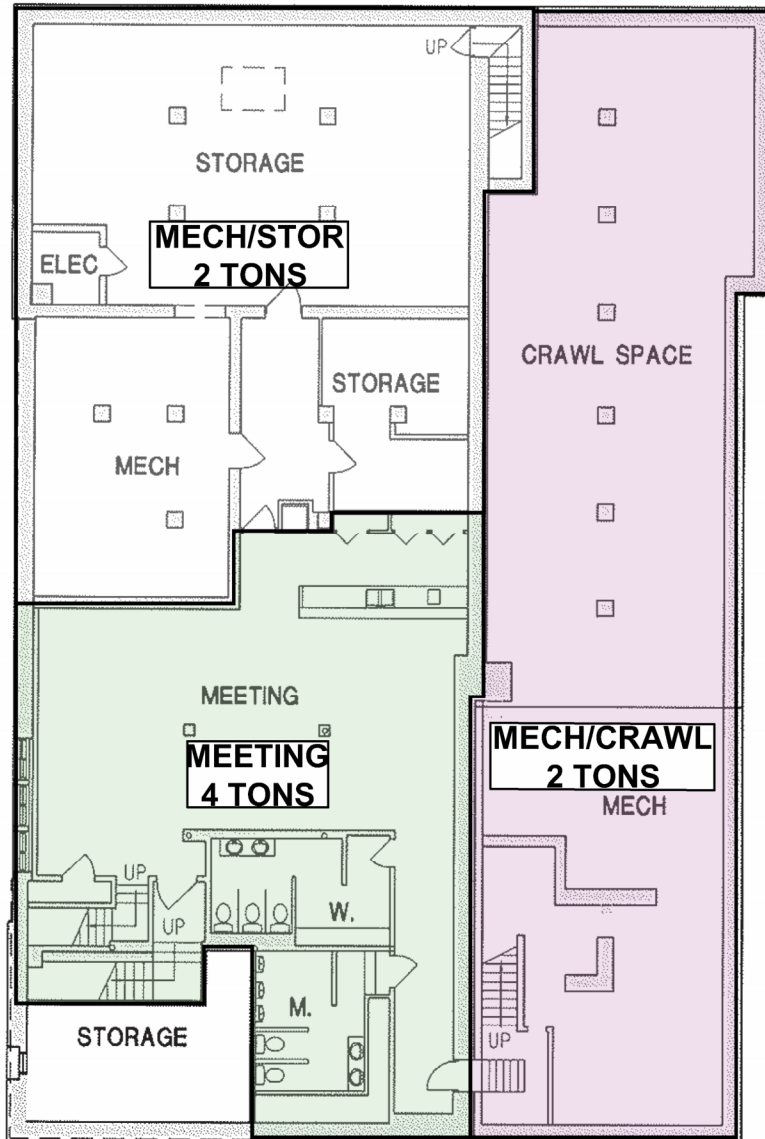 UP
STORAGE
MECH/STOR
2 TONS
ELEC
CRAWL SPACE
STORAGE
MECH
MEETING
MEETING
4 TONS
MECH/CRAWL
2 TONS
MECH
UP
UP
W.
M.
STORAGE
UP